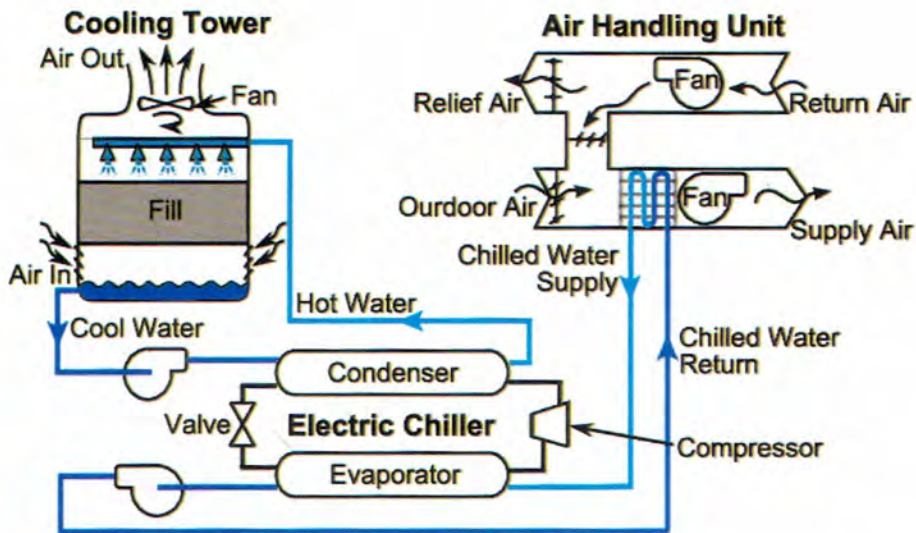 Cooling Tower
Air Out
Fan
Fill
Air In
Cool Water
Hot Water
Air Handling Unit
Fan
Relief Air
Return Air
Ourdoor Air
Fan
Supply Air
Chilled Water
Supply
Chilled Water
Return
Condenser
Valve
Electric Chiller
Compressor
Evaporator